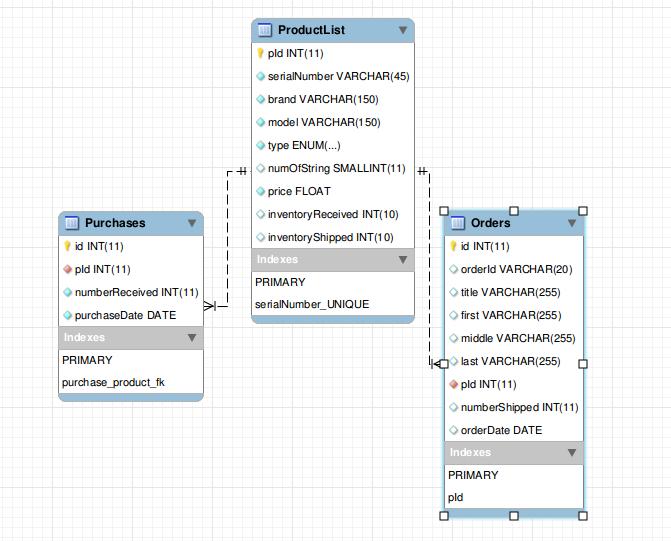 ProductList
pId INT(11)
serialNumber VARCHAR(45)
brand VARCHAR(150)
model VARCHAR(150)
type ENUM(...)
numOfString SMALLINT(11)
price FLOAT
inventoryReceived INT(10)
inventoryShipped INT(10)
Indexes
PRIMARY
serialNumber_UNIQUE
Purchases
id INT(11)
pId INT(11)
numberReceived INT(11)
purchaseDate DATE
Indexes
PRIMARY
purchase_product_fk
Orders
id INT(11)
orderId VARCHAR(20)
title VARCHAR(255)
first VARCHAR(255)
middle VARCHAR(255)
last VARCHAR(255)
pId INT(11)
numberShipped INT(11)
orderDate DATE
Indexes
PRIMARY
pId